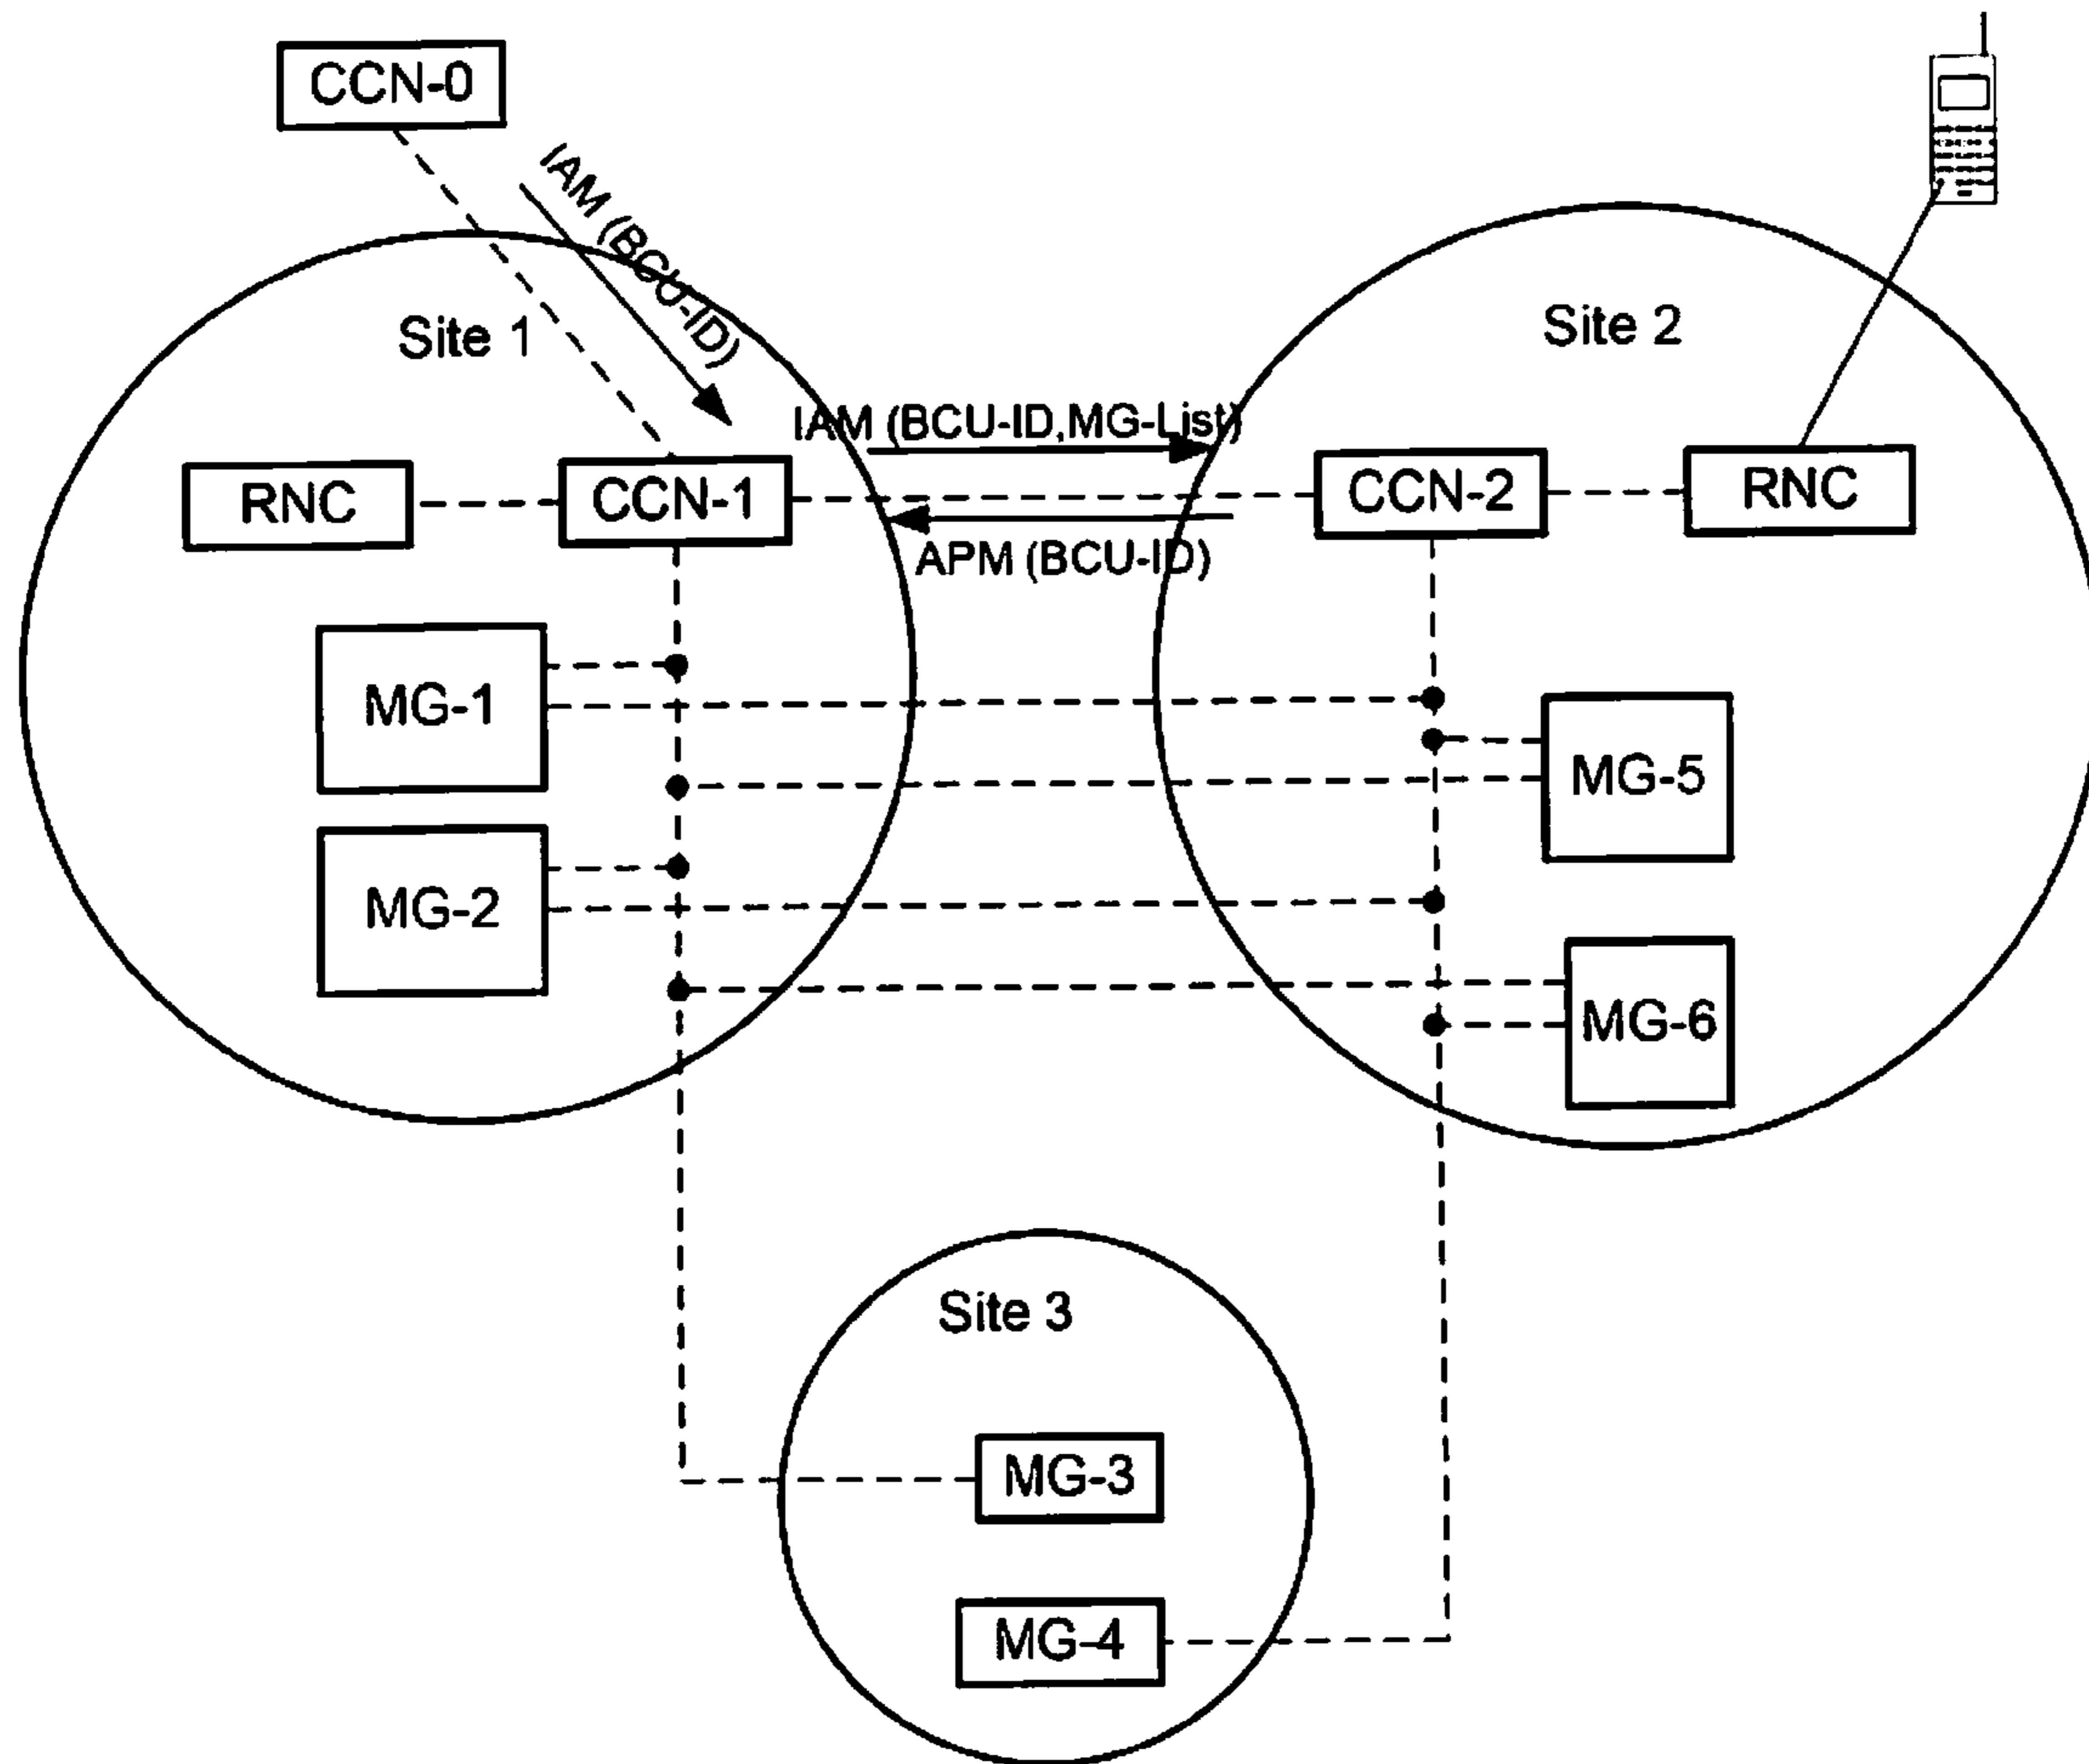 CCN-0
IAM (BCU-ID)
Site 1
Site 2
IAM (BCU-ID,MG-List)
RNC
CCN-1
CCN-2
RNC
APM (BCU-ID)
MG-1
MG-5
MG-2
MG-6
Site 3
MG-3
MG-4